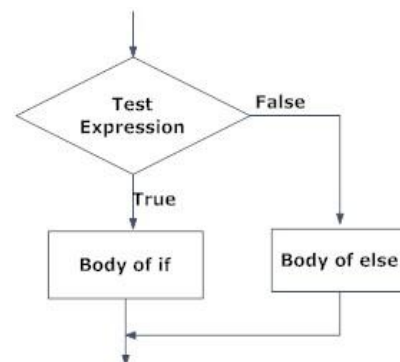 Test
Expression
False
True
Body of if
Body of else